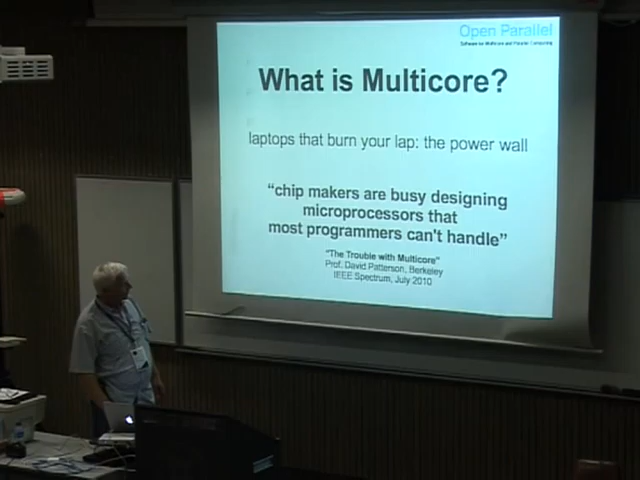 Open Parallel
Software for Multicore and Parallel Computing
What is Multicore?
laptops that burn your lap: the power wall
“chip makers are busy designing
microprocessors that
most programmers can't handle”
"The Trouble with Multicore"
Prof. David Patterson, Berkeley
IEEE Spectrum, July 2010